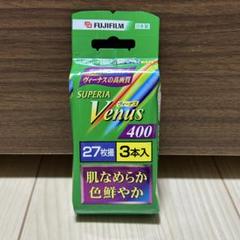 FUJIFILM
日本製
ヴィーナスの高画質
SUPERIA
Venus
ヴィーナス
400
27枚撮
3本入
肌なめらか
色鮮やか